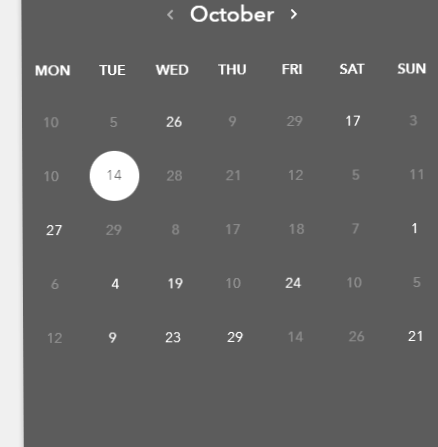 ‹ October ›
MON TUE WED THU FRI SAT SUN
10 5 26 9 29 17 3
10 14 28 21 12 5 11
27 29 8 17 18 7 1
6 4 19 10 24 10 5
12 9 23 29 14 26 21